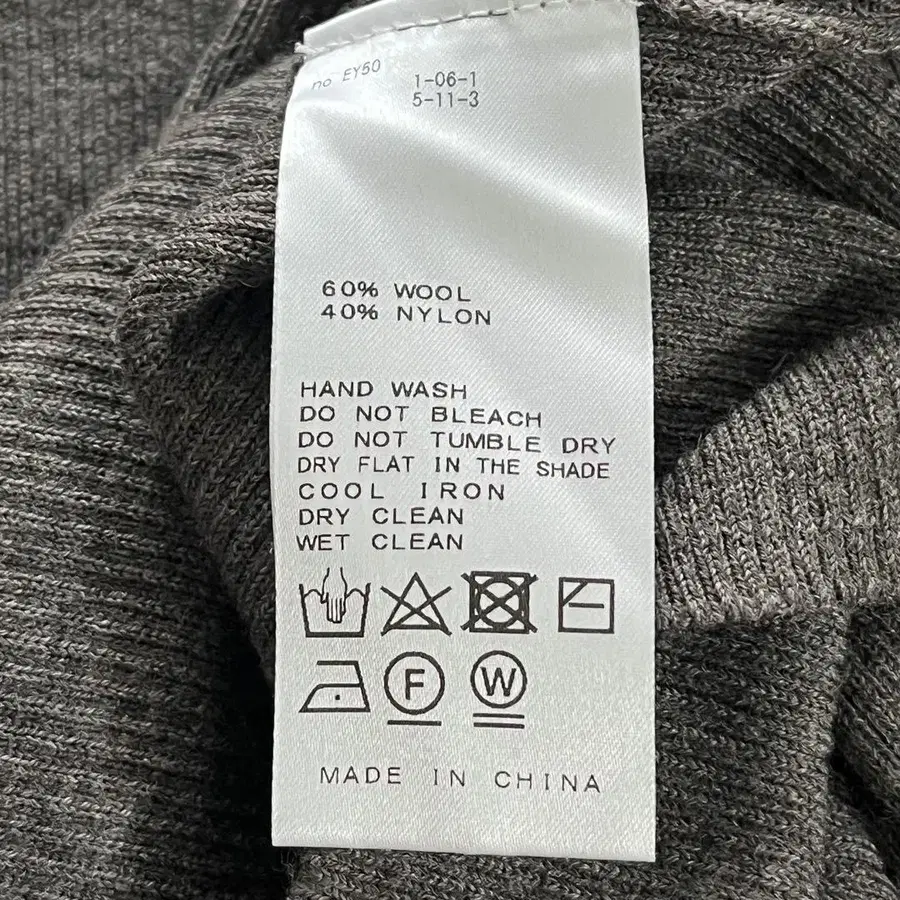 no EY50
1-06-1
5-11-3
60% WOOL
40% NYLON
HAND WASH
DO NOT BLEACH
DO NOT TUMBLE DRY
DRY FLAT IN THE SHADE
COOL IRON
DRY CLEAN
WET CLEAN
F
W
MADE IN CHINA